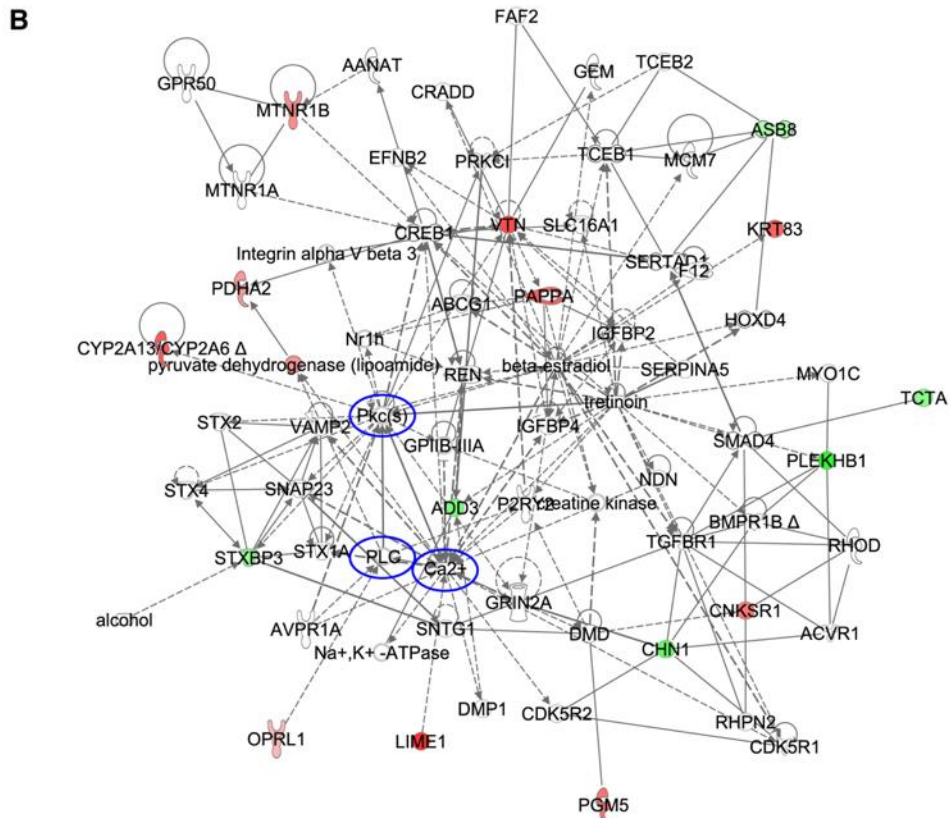 B
FAF2
GPR50
AANAT
GEM
TCEB2
MTNR1B
CRADD
ASB8
EFNB2
PRKCI
TCEB1
MCM7
MTNR1A
CREB1
VTN
SLC16A1
KRT83
Integrin alpha V beta 3
SERTAD1
F12
PDHA2
ABCG1
PAPPA
HOXD4
IGFBP2
Nr1h
CYP2A13/CYP2A6 Δ
pyruvate dehydrogenase (lipoamide)
REN
beta-estradiol
SERPINA5
MYO1C
tretinoin
TCTA
STX2
VAMP2
Pkc(s)
GPIIB-IIIA
IGFBP4
SMAD4
PLEKHB1
STX4
SNAP23
NDN
ADD3
P2RY2
creatine kinase
BMPR1B Δ
STXBP3
STX1A
PLC
Ca2+
TGFBR1
RHOD
GRIN2A
CNKSR1
alcohol
AVPR1A
SNTG1
DMD
ACVR1
Na+,K+ -ATPase
CHN1
DMP1
CDK5R2
RHPN2
OPRL1
LIME1
CDK5R1
PGM5